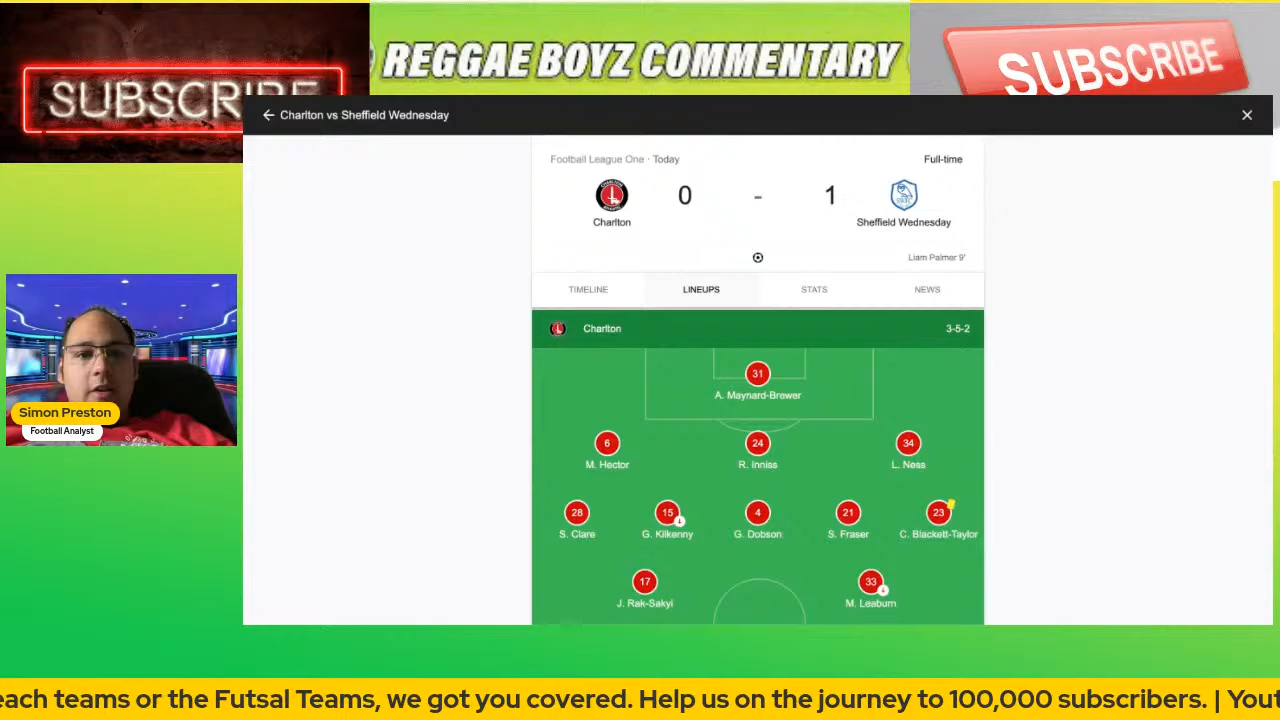 SUBSCRIBE
REGGAE BOYZ COMMENTARY
SUBSCRIBE
Charlton vs Sheffield Wednesday
Football League One · Today
Full-time
0 - 1
Charlton
Sheffield Wednesday
Liam Palmer 9'
TIMELINE
LINEUPS
STATS
NEWS
Charlton
3-5-2
31
A. Maynard-Brewer
6
24
34
M. Hector
R. Inniss
L. Ness
28
15
4
21
23
S. Clare
G. Kilkenny
G. Dobson
S. Fraser
C. Blackett-Taylor
17
33
J. Rak-Sakyi
M. Leaburn
Simon Preston
Football Analyst
each teams or the Futsal Teams, we got you covered. Help us on the journey to 100,000 subscribers. | Yout